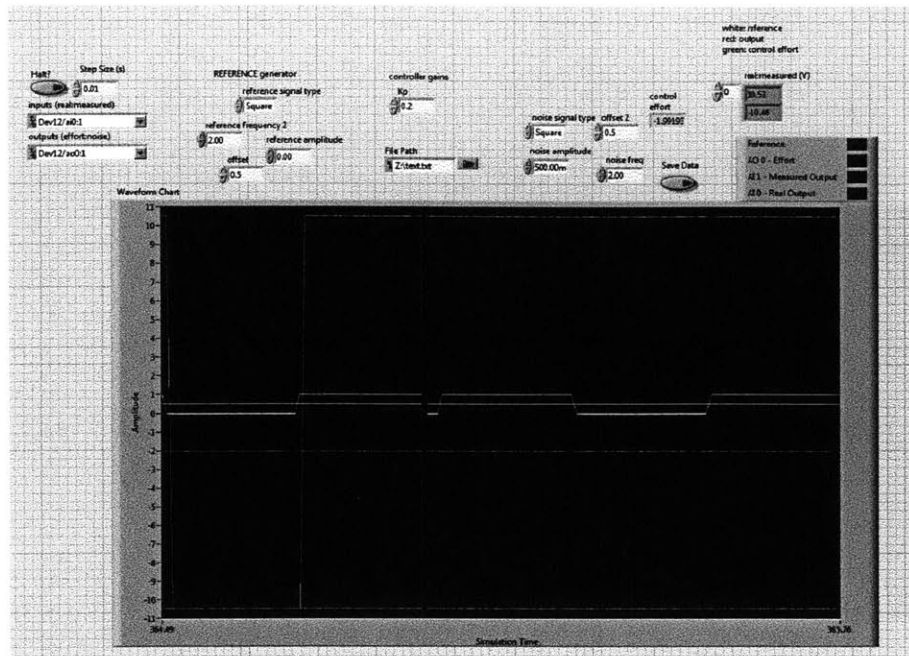 white: reference
red: output
green: control effort
Halt?
Step Size (s)
0.01
inputs (real:measured)
Dev12/ai0:1
outputs (effort:noise)
Dev12/ao0:1
REFERENCE generator
reference signal type
Square
reference frequency 2
2.00
reference amplitude
0.00
offset
0.5
controller gains
Kp
0.2
File Path
Z:\text.txt
noise signal type
Square
offset 2
0.5
noise amplitude
500.00m
noise freq
2.00
control
effort
Save Data
real:measured (Y)
0
-10.46
Reference
AO 0 - Effort
AI 1 - Measured Output
AI 0 - Real Output
Waveform Chart
Amplitude
11
10
9
8
7
6
5
4
3
2
1
0
-1
-2
-3
-4
-5
-6
-7
-8
-9
-10
-11
Simulation Time